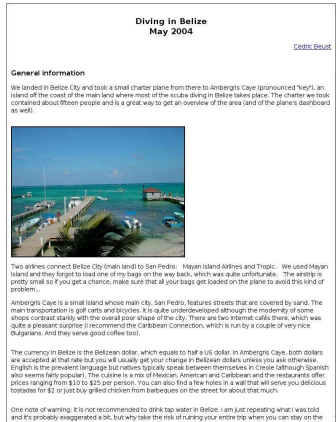 Diving in Belize
May 2004
Cedric Beust
General information
We landed in Belize City and took a small charter plane from there to Ambergris Caye (pronounced "key"), an
island off the coast of the main land where most of the scuba diving in Belize takes place. The charter we took
contained about fifteen people and is a great way to get an overview of the area (and of the plane's dashboard
as well).
Two airlines connect Belize City (main land) to San Pedro: Mayan Island Airlines and Tropic. We used Mayan
Island and they forgot to load one of my bags on the way back, which was quite unfortunate. The airstrip is
pretty small so if you get a chance, make sure that all your bags get loaded on the plane to avoid this kind of
problem...
Ambergris Caye is a small island whose main city, San Pedro, features streets that are covered by sand. The
main transportation is golf carts and bicycles. It is quite underdeveloped although the modernity of some
shops contrast starkly with the overall poor shape of the city. There are two internet cafés there, which was
quite a pleasant surprise (I recommend the Caribbean Connection, which is run by a couple of very nice
Bulgarians. And they serve good coffee too).
The currency in Belize is the Belizean dollar, which equals to half a US dollar. In Ambergris Caye, both dollars
are accepted at that rate but you will usually get your change in Belizean dollars unless you ask otherwise.
English is the prevalent language but natives typically speak between themselves in Creole (although Spanish
also seems fairly popular). The cuisine is a mix of Mexican, American and Caribbean and the restaurants offer
prices ranging from $10 to $25 per person. You can also find a few holes in a wall that will serve you delicious
tostadas for $2 or just buy grilled chicken from barbeques on the street for about that much.
One note of warning: it is not recommended to drink tap water in Belize. I am just repeating what I was told
and it's probably exaggerated a bit, but why take the risk of ruining your entire trip when you can stay on the